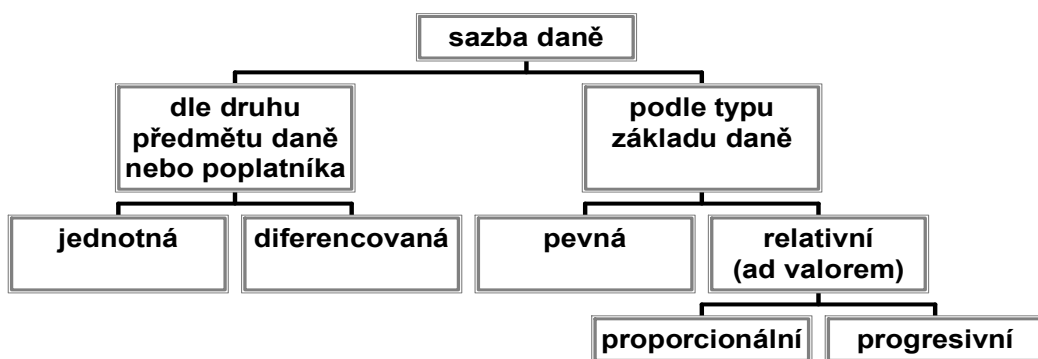 sazba daně
dle druhu
předmětu daně
nebo poplatníka
podle typu
základu daně
jednotná
diferencovaná
pevná
relativní
(ad valorem)
proporcionální
progresivní